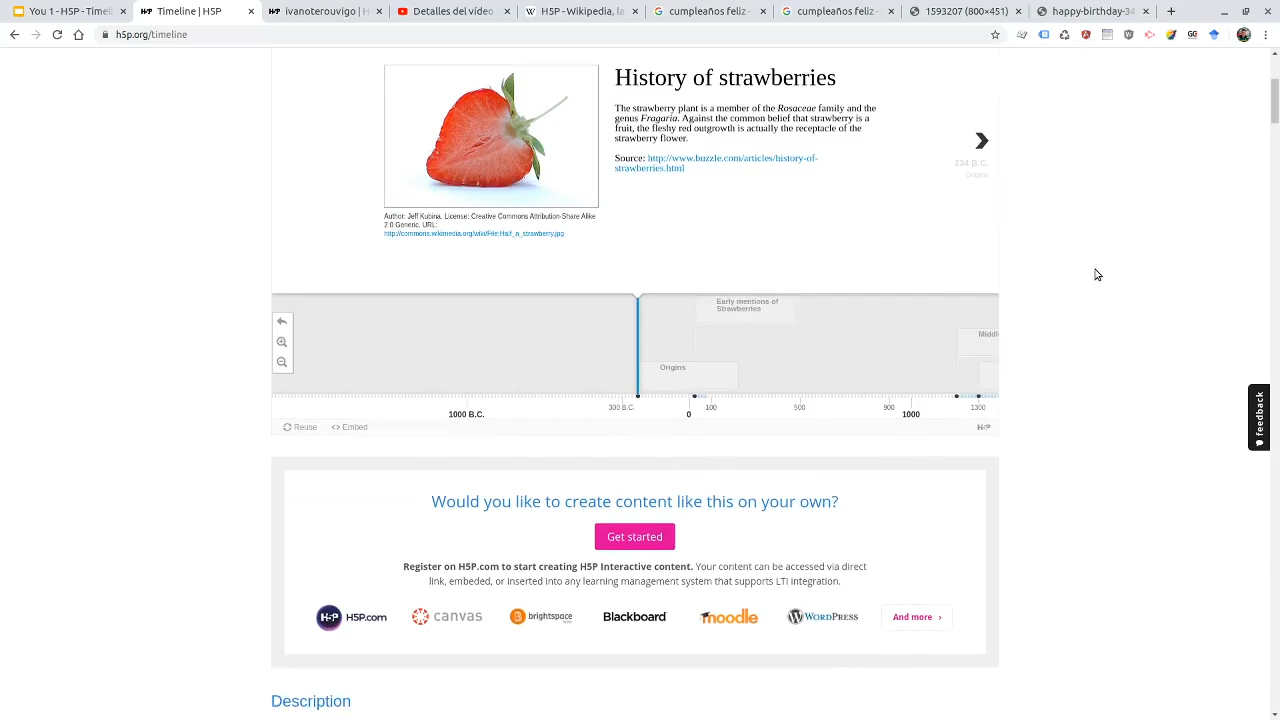 You 1 - H5P - Timel
Timeline | H5P
ivanoterouvigo | H
Detalles del vídeo
H5P - Wikipedia, la
cumpleaños feliz -
cumpleaños feliz -
1593207 (800×451)
happy-birthday-34
h5p.org/timeline
History of strawberries
The strawberry plant is a member of the Rosaceae family and the
genus Fragaria. Against the common belief that strawberry is a
fruit, the fleshy red outgrowth is actually the receptacle of the
strawberry flower.
Source: http://www.buzzle.com/articles/history-of-
strawberries.html
234 B.C.
Origins
Author: Jeff Kubina, License: Creative Commons Attribution-Share Alike
2.0 Generic. URL:
http://commons.wikimedia.org/wiki/File:Half_a_strawberry.jpg
Early mentions of
Strawberries
Middl
Origins
1000 B.C.
300 B.C.
0
100
500
900
1000
1300
Reuse
Embed
H5P
feedback
Would you like to create content like this on your own?
Get started
Register on H5P.com to start creating H5P Interactive content. Your content can be accessed via direct
link, embeded, or inserted into any learning management system that supports LTI integration.
H5P H5P.com
canvas
brightspace
Blackboard
moodle
WORDPRESS
And more ›
Description